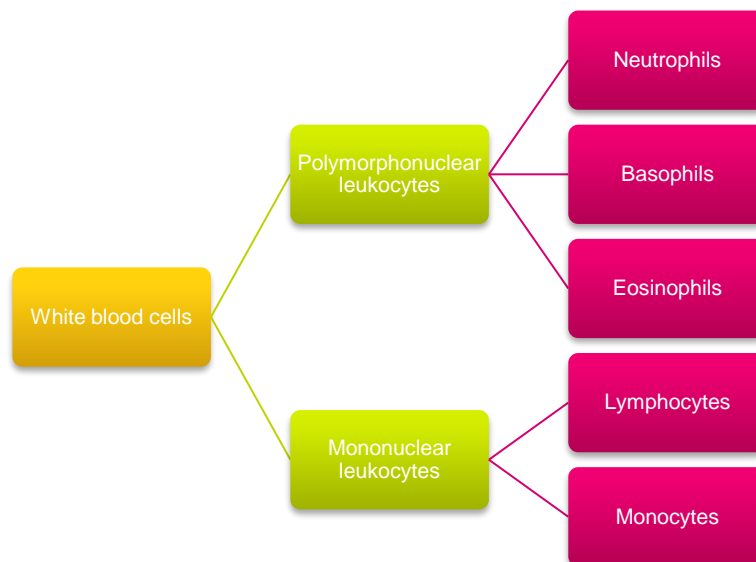 Neutrophils
Polymorphonuclear
leukocytes
Basophils
Eosinophils
White blood cells
Lymphocytes
Mononuclear
leukocytes
Monocytes